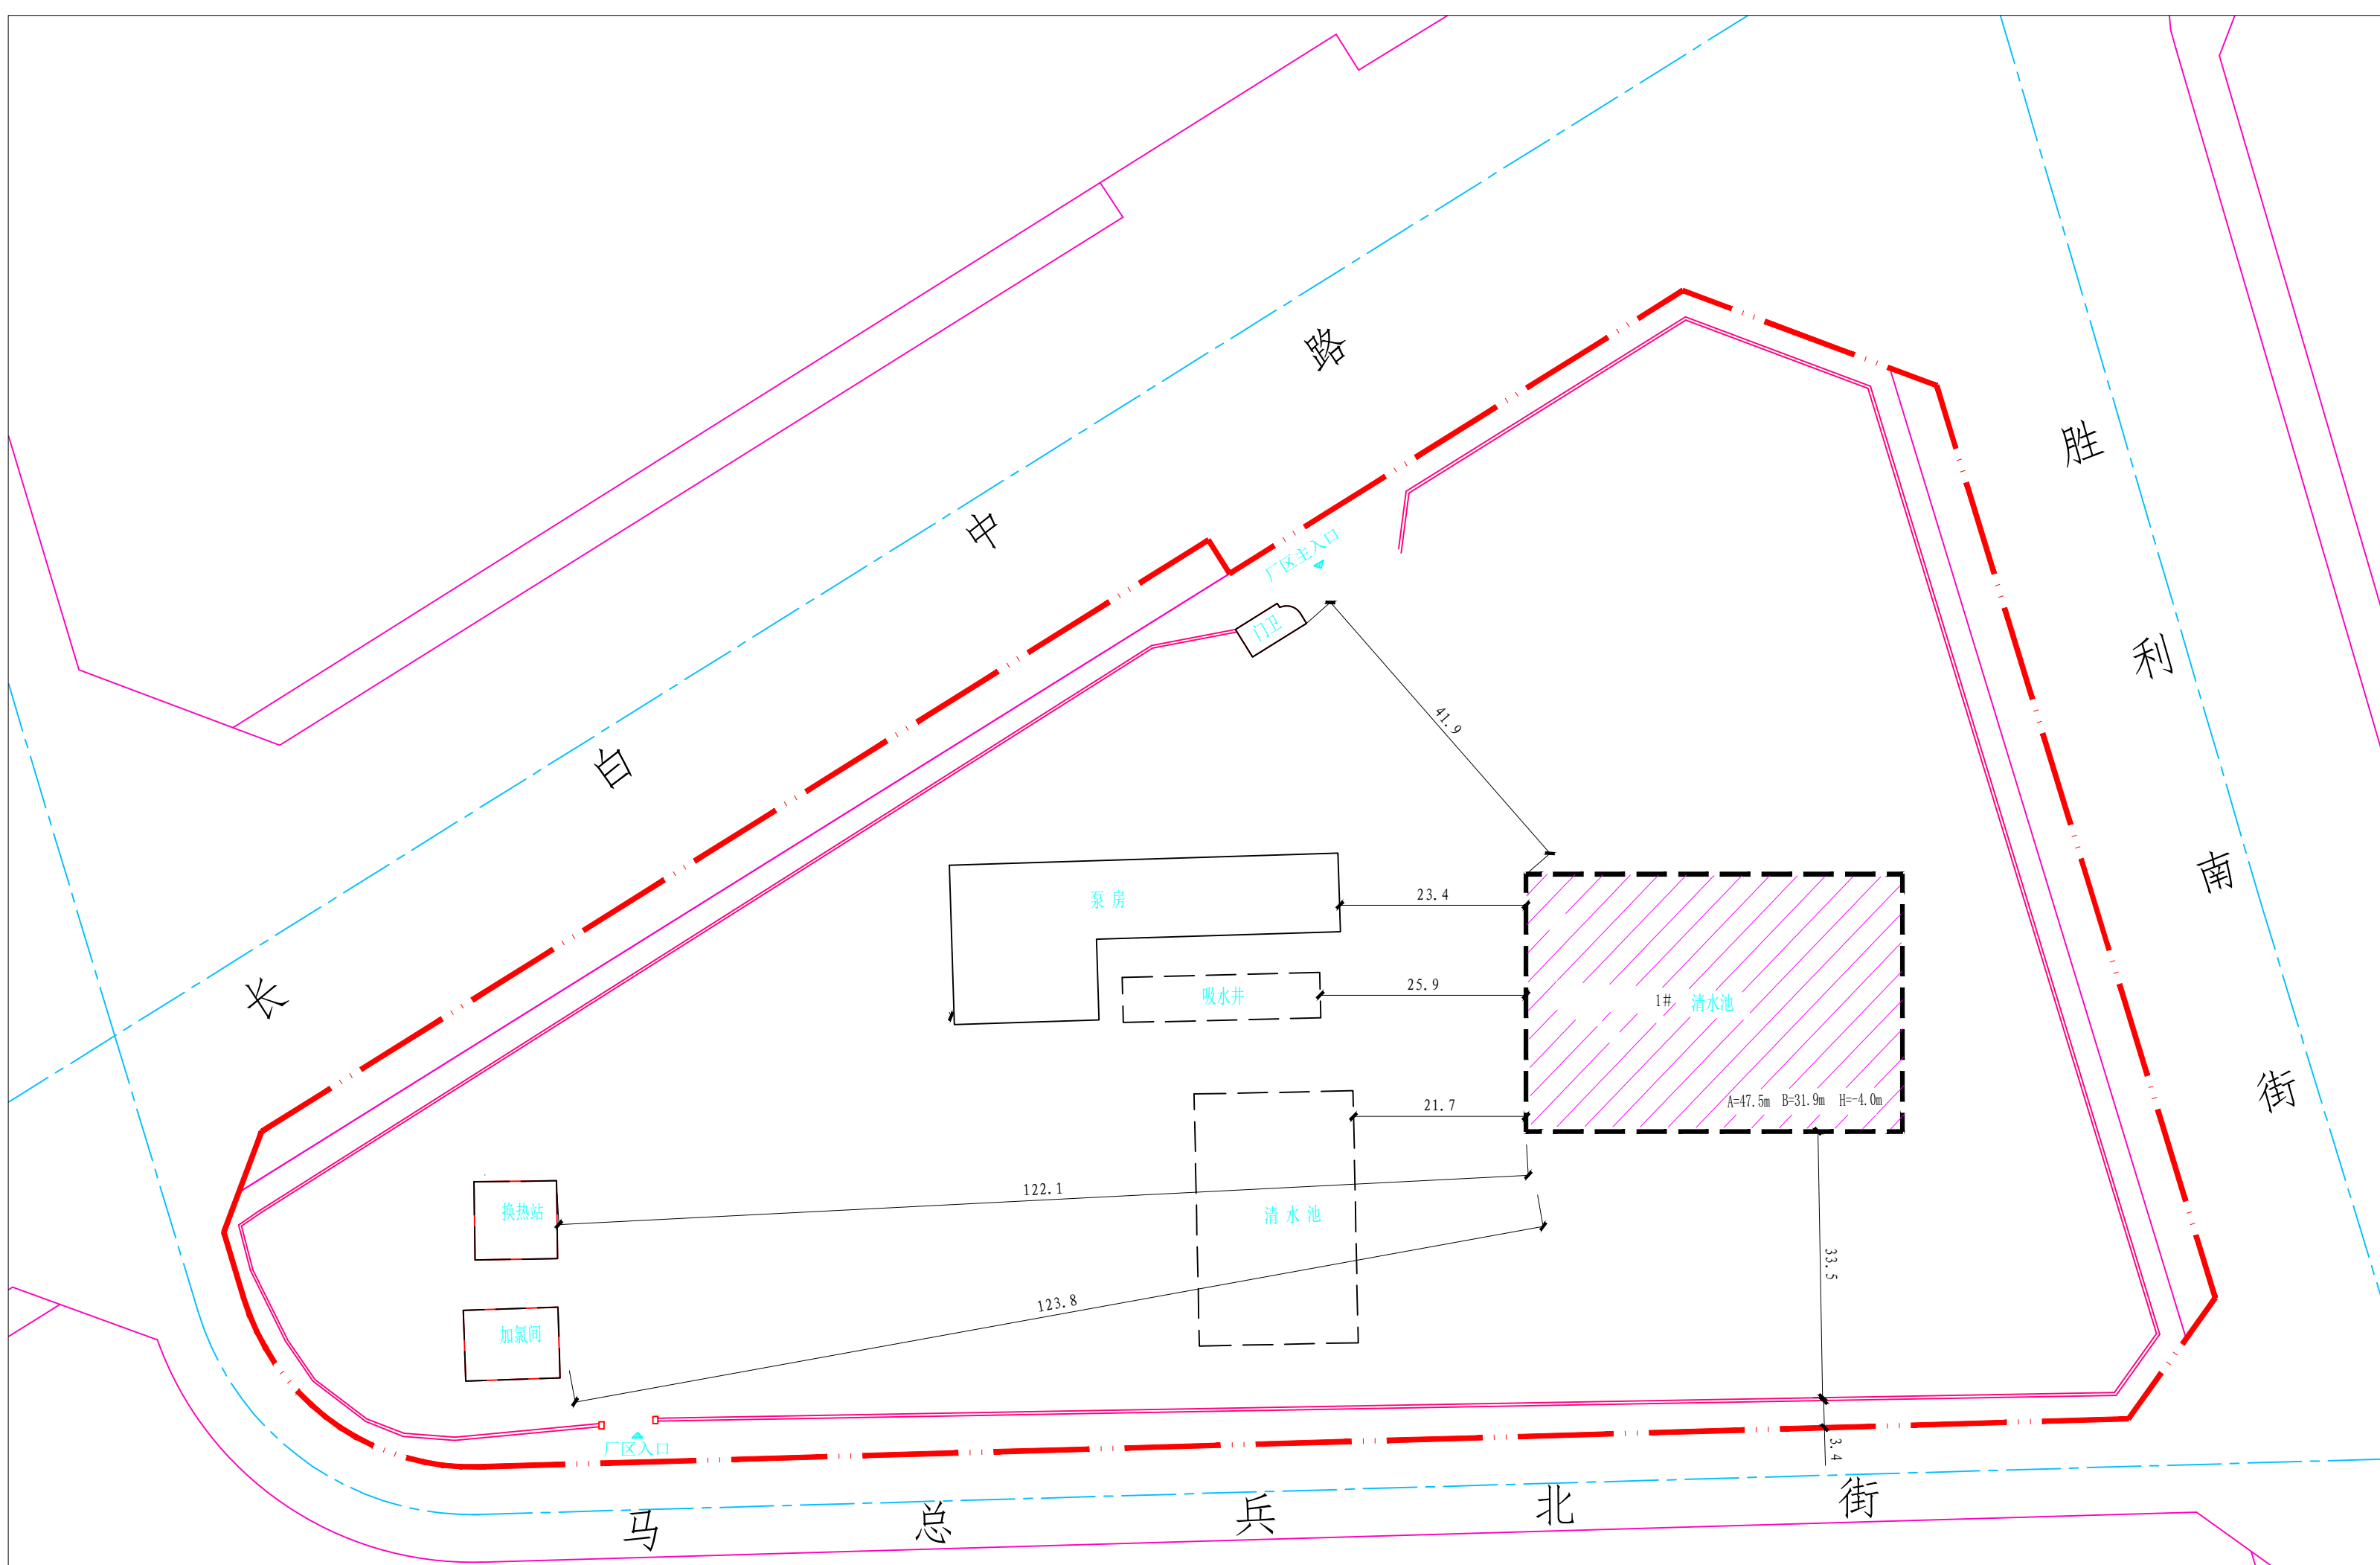 长白中路
胜利南街
厂区主入口
门卫
41.9
泵房
23.4
吸水井
25.9
1# 清水池
A=47.5m B=31.9m H=-4.0m
21.7
122.1
换热站
清水池
33.5
123.8
加氯间
厂区入口
3.4
马总兵北街